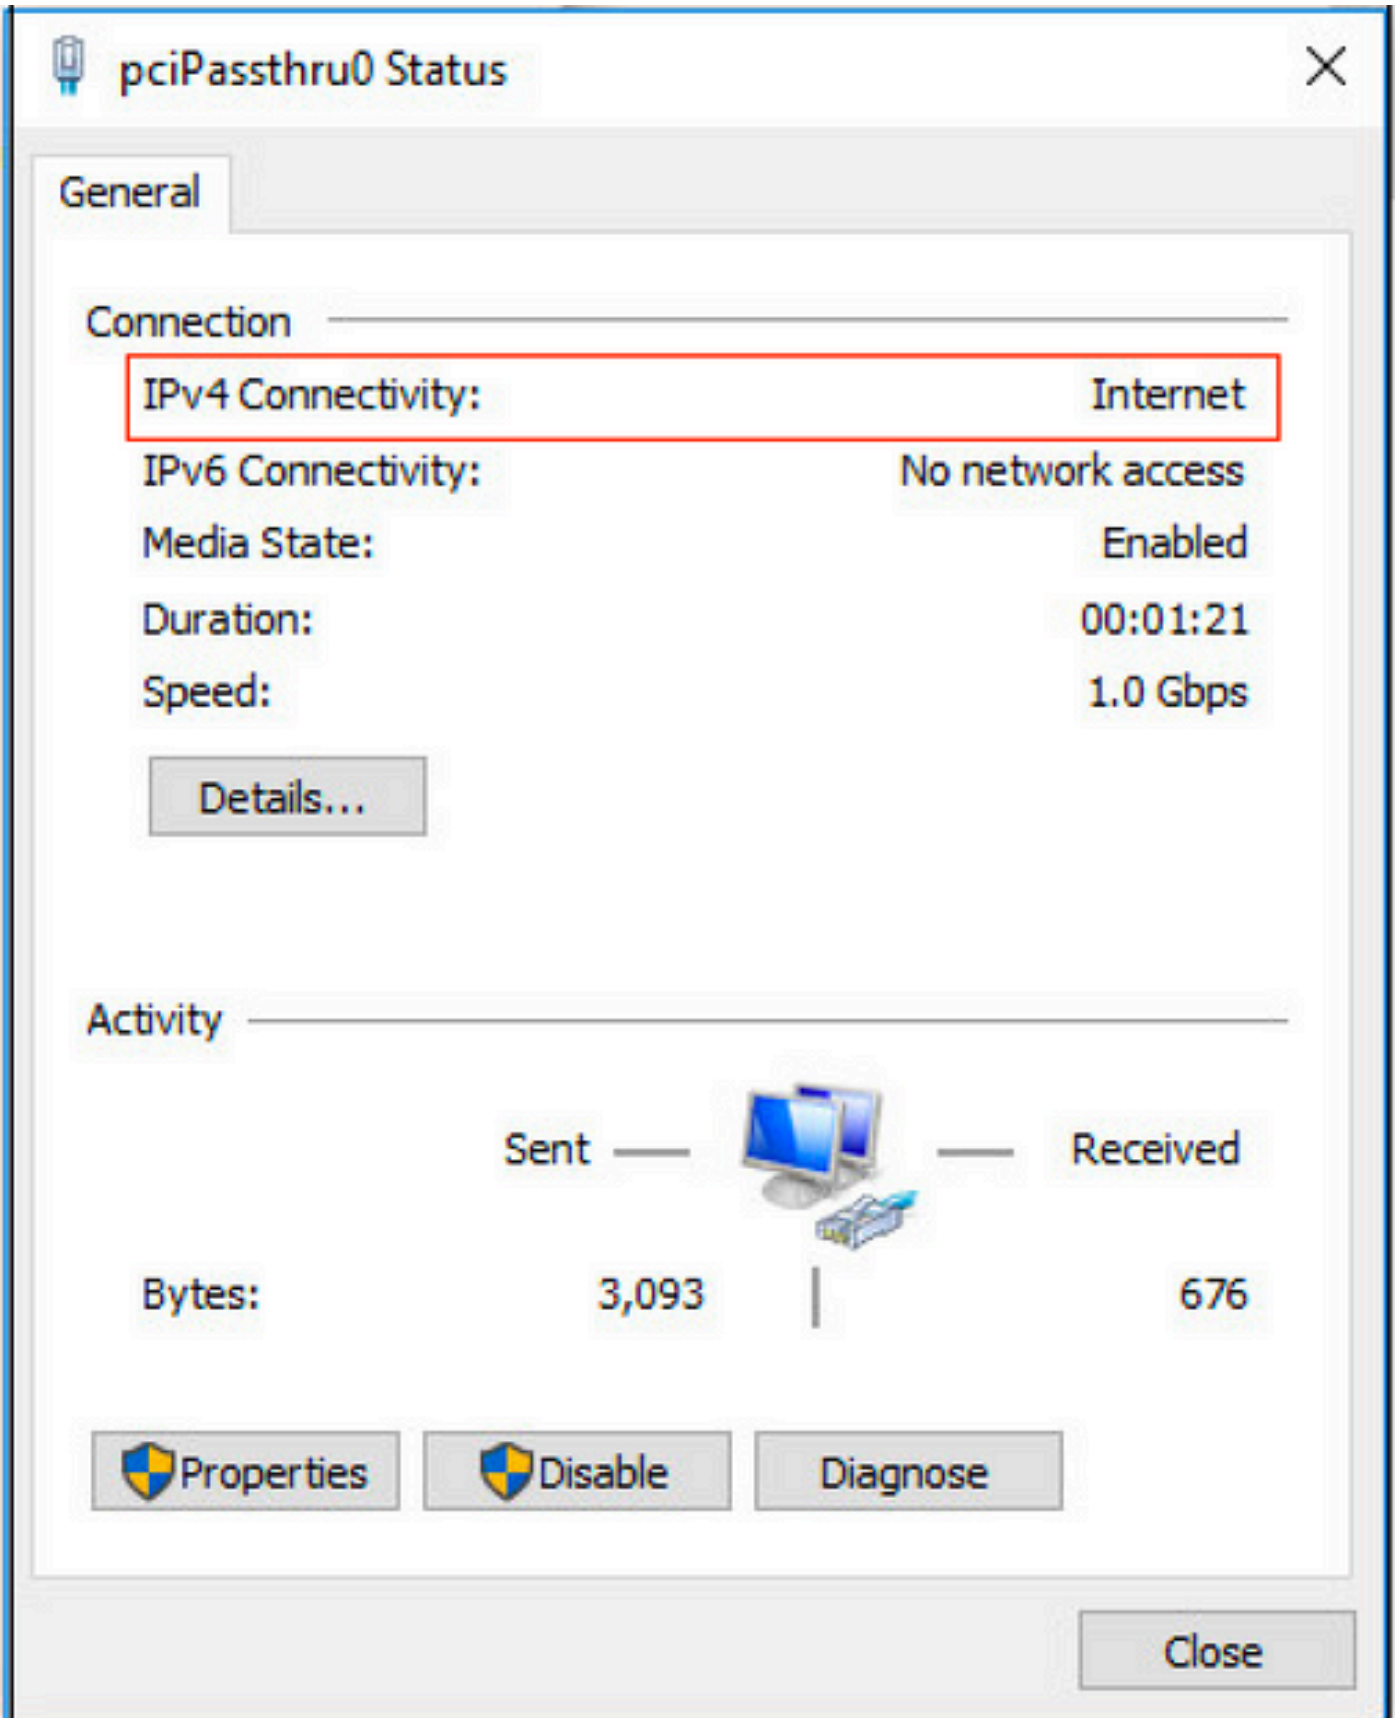 pciPassthru0 Status
General
Connection
IPv4 Connectivity: Internet
IPv6 Connectivity: No network access
Media State: Enabled
Duration: 00:01:21
Speed: 1.0 Gbps
Details...
Activity
Sent Received
Bytes: 3,093 676
Properties Disable Diagnose
Close